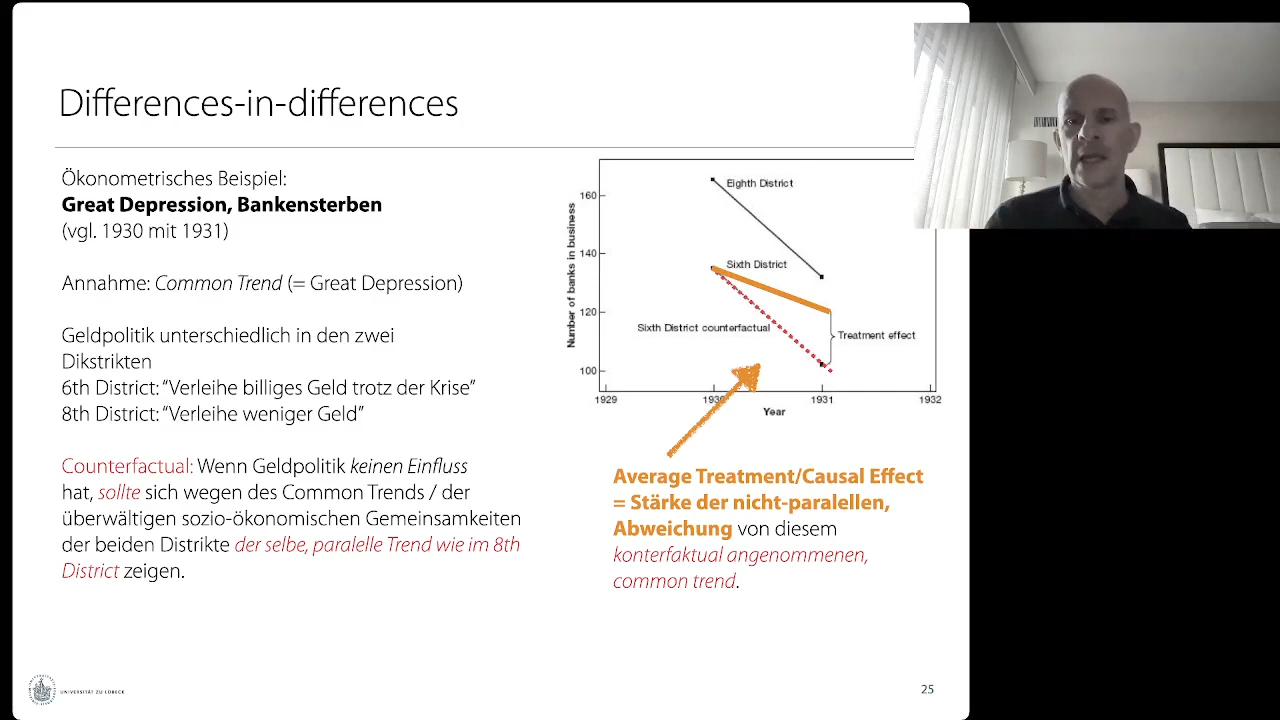 Differences-in-differences
Ökonometrisches Beispiel:
Great Depression, Bankensterben
(vgl. 1930 mit 1931)
Annahme: Common Trend (= Great Depression)
Geldpolitik unterschiedlich in den zwei
Dikstrikten
6th District: “Verleihe billiges Geld trotz der Krise”
8th District: “Verleihe weniger Geld”
Counterfactual: Wenn Geldpolitik keinen Einfluss
hat, sollte sich wegen des Common Trends / der
überwältigen sozio-ökonomischen Gemeinsamkeiten
der beiden Distrikte der selbe, paralelle Trend wie im 8th
District zeigen.
Number of banks in business
160
140
120
100
Eighth District
Sixth District
Sixth District counterfactual
Treatment effect
1929
1930
1931
1932
Year
Average Treatment/Causal Effect
= Stärke der nicht-paralellen,
Abweichung von diesem
konterfaktual angenommenen,
common trend.
UNIVERSITÄT ZU LÜBECK
25